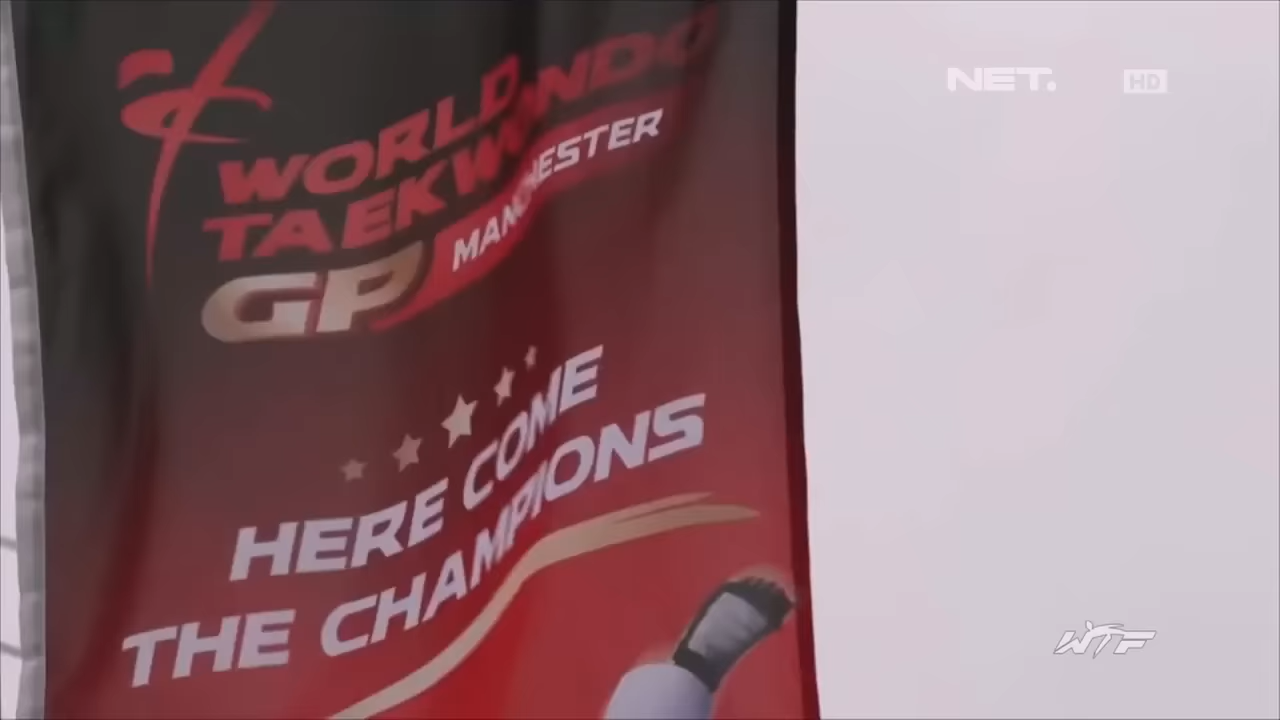 NET. HD
WORLD
TAEKWONDO
GP MANCHESTER
HERE COME
THE CHAMPIONS
WTF